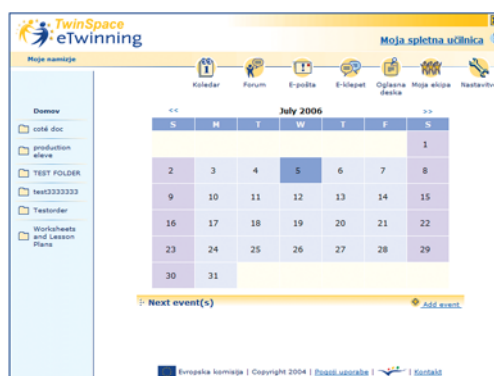 TwinSpace
eTwinning
Moja spletna učilnica
Moje namizje
Koledar Forum E-pošta E-klepet Oglasna deska Moja ekipa Nastavitve
Domov
coté doc
production eleve
TEST FOLDER
test3333333
Testorder
Worksheets and Lesson Plans
<< July 2006 >>
S M T W T F S
1
2 3 4 5 6 7 8
9 10 11 12 13 14 15
16 17 18 19 20 21 22
23 24 25 26 27 28 29
30 31
Next event(s) Add event
Evropska komisija | Copyright 2004 | Pogoji uporabe | Kontakt